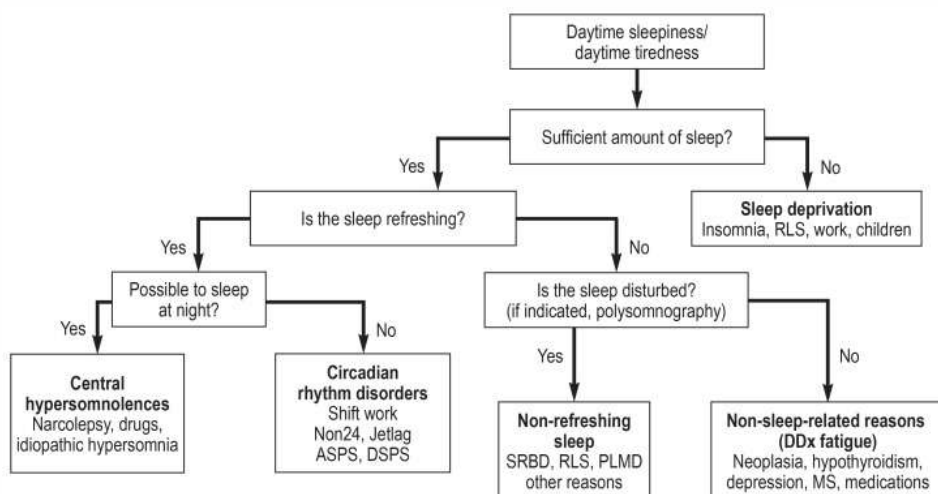 Daytime sleepiness/
daytime tiredness
Sufficient amount of sleep?
Yes
No
Is the sleep refreshing?
Sleep deprivation
Insomnia, RLS, work, children
Yes
No
Possible to sleep
at night?
Is the sleep disturbed?
(if indicated, polysomnography)
Yes
No
Yes
No
Central
hypersomnolences
Narcolepsy, drugs,
idiopathic hypersomnia
Circadian
rhythm disorders
Shift work
Non24, Jetlag
ASPS, DSPS
Non-refreshing
sleep
SRBD, RLS, PLMD
other reasons
Non-sleep-related reasons
(DDx fatigue)
Neoplasia, hypothyroidism,
depression, MS, medications